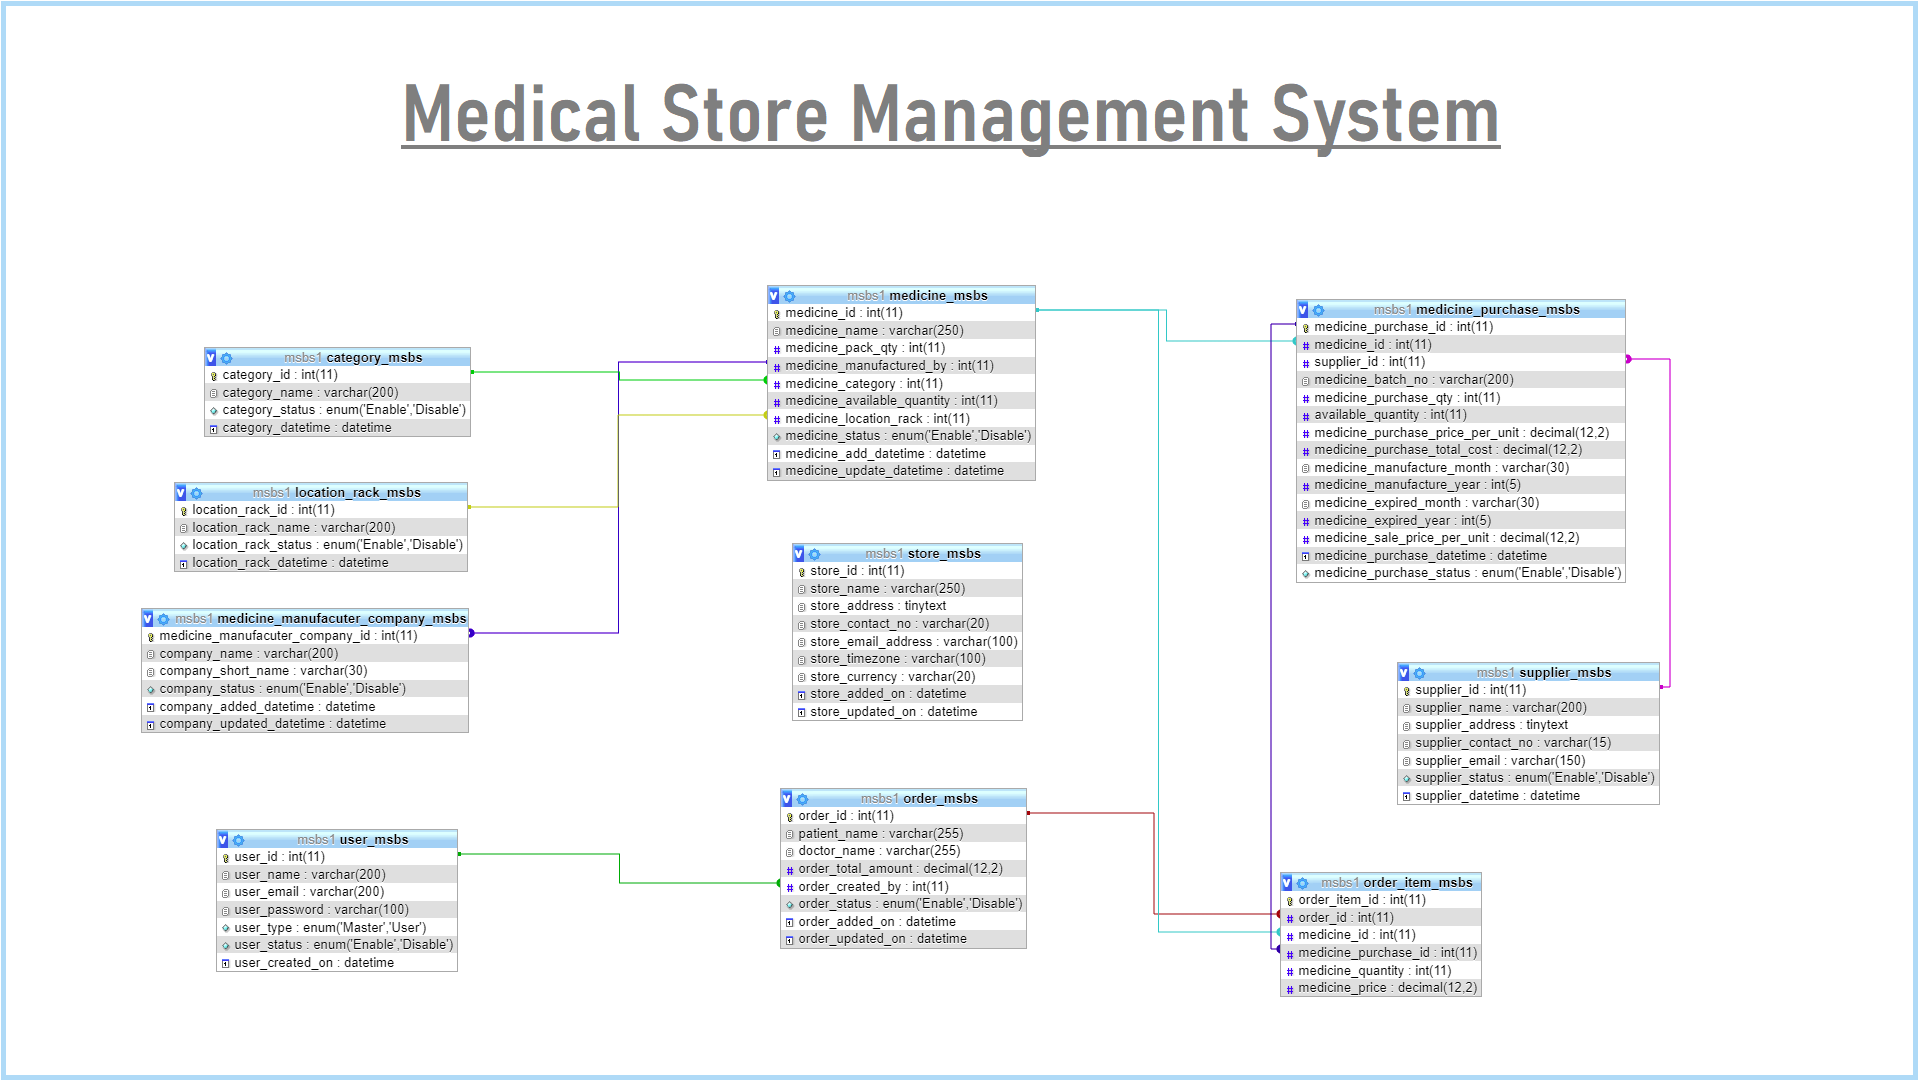 Medical Store Management System
msbs1 category_msbs
category_id : int(11)
category_name : varchar(200)
category_status : enum('Enable','Disable')
category_datetime : datetime
msbs1 location_rack_msbs
location_rack_id : int(11)
location_rack_name : varchar(200)
location_rack_status : enum('Enable','Disable')
location_rack_datetime : datetime
msbs1 medicine_manufacuter_company_msbs
medicine_manufacuter_company_id : int(11)
company_name : varchar(200)
company_short_name : varchar(30)
company_status : enum('Enable','Disable')
company_added_datetime : datetime
company_updated_datetime : datetime
msbs1 user_msbs
user_id : int(11)
user_name : varchar(200)
user_email : varchar(200)
user_password : varchar(100)
user_type : enum('Master','User')
user_status : enum('Enable','Disable')
user_created_on : datetime
msbs1 medicine_msbs
medicine_id : int(11)
medicine_name : varchar(250)
medicine_pack_qty : int(11)
medicine_manufactured_by : int(11)
medicine_category : int(11)
medicine_available_quantity : int(11)
medicine_location_rack : int(11)
medicine_status : enum('Enable','Disable')
medicine_add_datetime : datetime
medicine_update_datetime : datetime
msbs1 store_msbs
store_id : int(11)
store_name : varchar(250)
store_address : tinytext
store_contact_no : varchar(20)
store_email_address : varchar(100)
store_timezone : varchar(100)
store_currency : varchar(20)
store_added_on : datetime
store_updated_on : datetime
msbs1 order_msbs
order_id : int(11)
patient_name : varchar(255)
doctor_name : varchar(255)
order_total_amount : decimal(12,2)
order_created_by : int(11)
order_status : enum('Enable','Disable')
order_added_on : datetime
order_updated_on : datetime
msbs1 medicine_purchase_msbs
medicine_purchase_id : int(11)
medicine_id : int(11)
supplier_id : int(11)
medicine_batch_no : varchar(200)
medicine_purchase_qty : int(11)
available_quantity : int(11)
medicine_purchase_price_per_unit : decimal(12,2)
medicine_purchase_total_cost : decimal(12,2)
medicine_manufacture_month : varchar(30)
medicine_manufacture_year : int(5)
medicine_expired_month : varchar(30)
medicine_expired_year : int(5)
medicine_sale_price_per_unit : decimal(12,2)
medicine_purchase_datetime : datetime
medicine_purchase_status : enum('Enable','Disable')
msbs1 supplier_msbs
supplier_id : int(11)
supplier_name : varchar(200)
supplier_address : tinytext
supplier_contact_no : varchar(15)
supplier_email : varchar(150)
supplier_status : enum('Enable','Disable')
supplier_datetime : datetime
msbs1 order_item_msbs
order_item_id : int(11)
order_id : int(11)
medicine_id : int(11)
medicine_purchase_id : int(11)
medicine_quantity : int(11)
medicine_price : decimal(12,2)